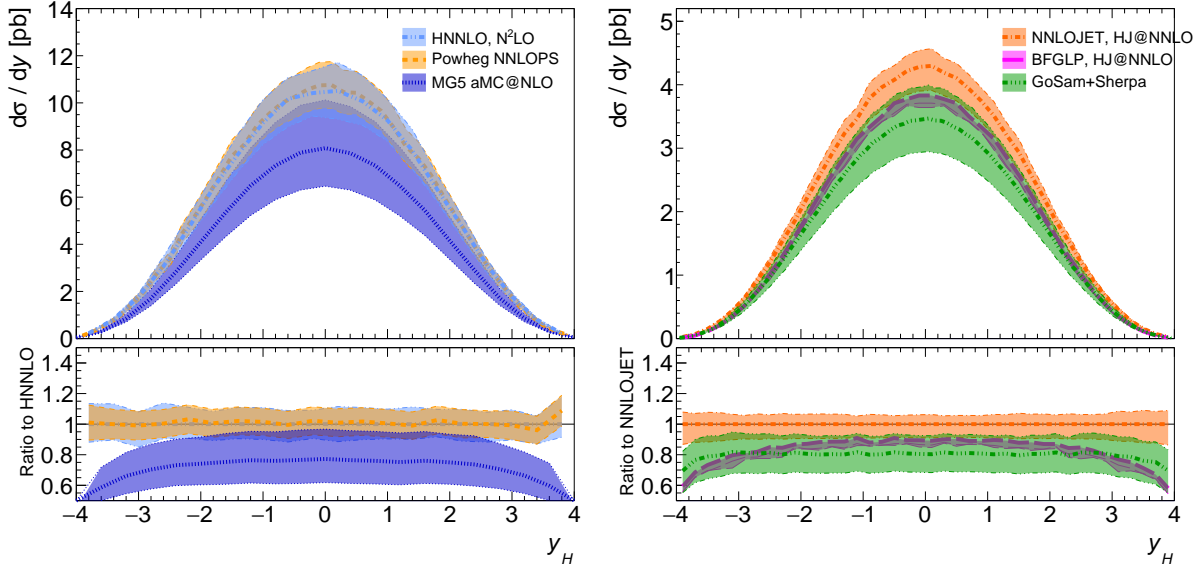 dσ / dy [pb]
14
12
10
8
6
4
2
0
HNNLO, N²LO
Powheg NNLOPS
MG5 aMC@NLO
Ratio to HNNLO
1.4
1.2
1
0.8
0.6
−4 −3 −2 −1 0 1 2 3 4
y_H
dσ / dy [pb]
5
4
3
2
1
0
NNLOJET, HJ@NNLO
BFGLP, HJ@NNLO
GoSam+Sherpa
Ratio to NNLOJET
1.4
1.2
1
0.8
0.6
−4 −3 −2 −1 0 1 2 3 4
y_H